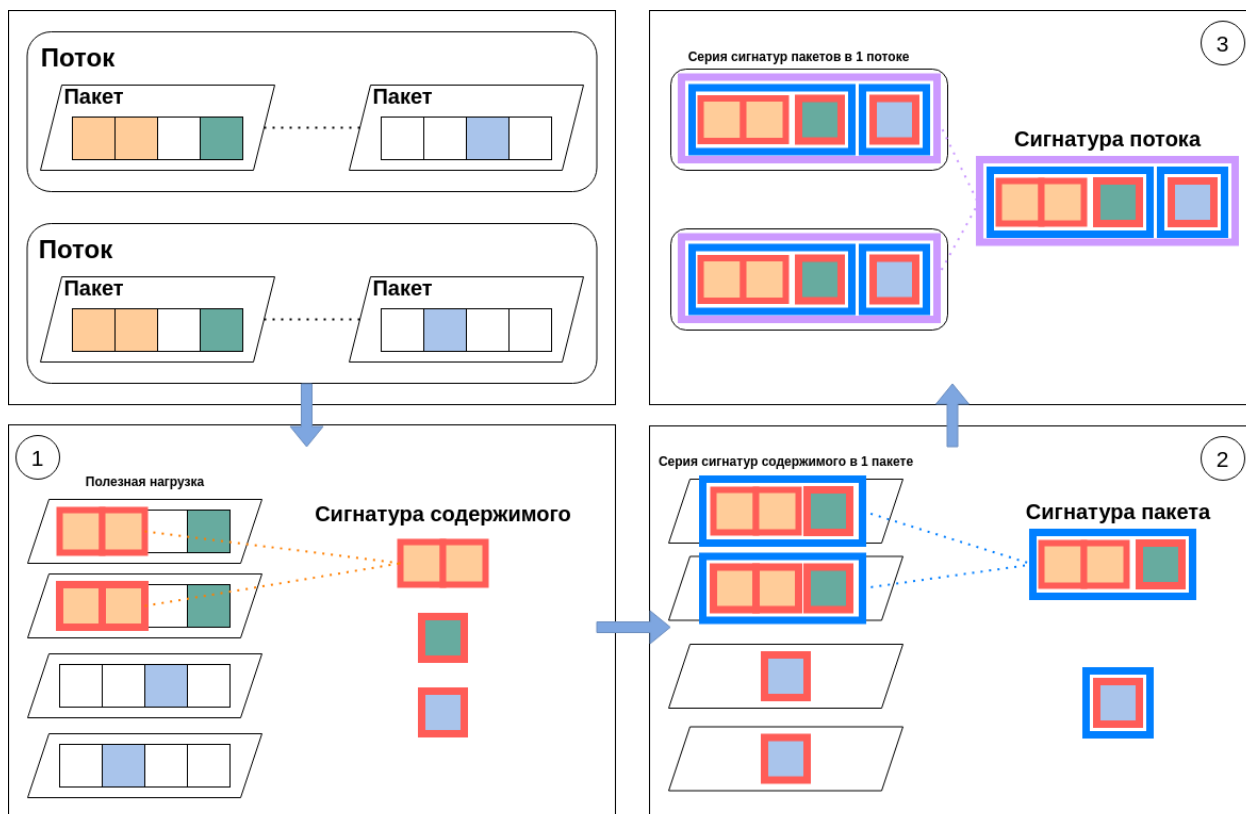 Поток
Пакет
Пакет
Поток
Пакет
Пакет
1
Полезная нагрузка
Сигнатура содержимого
2
Серия сигнатур содержимого в 1 пакете
Сигнатура пакета
3
Серия сигнатур пакетов в 1 потоке
Сигнатура потока